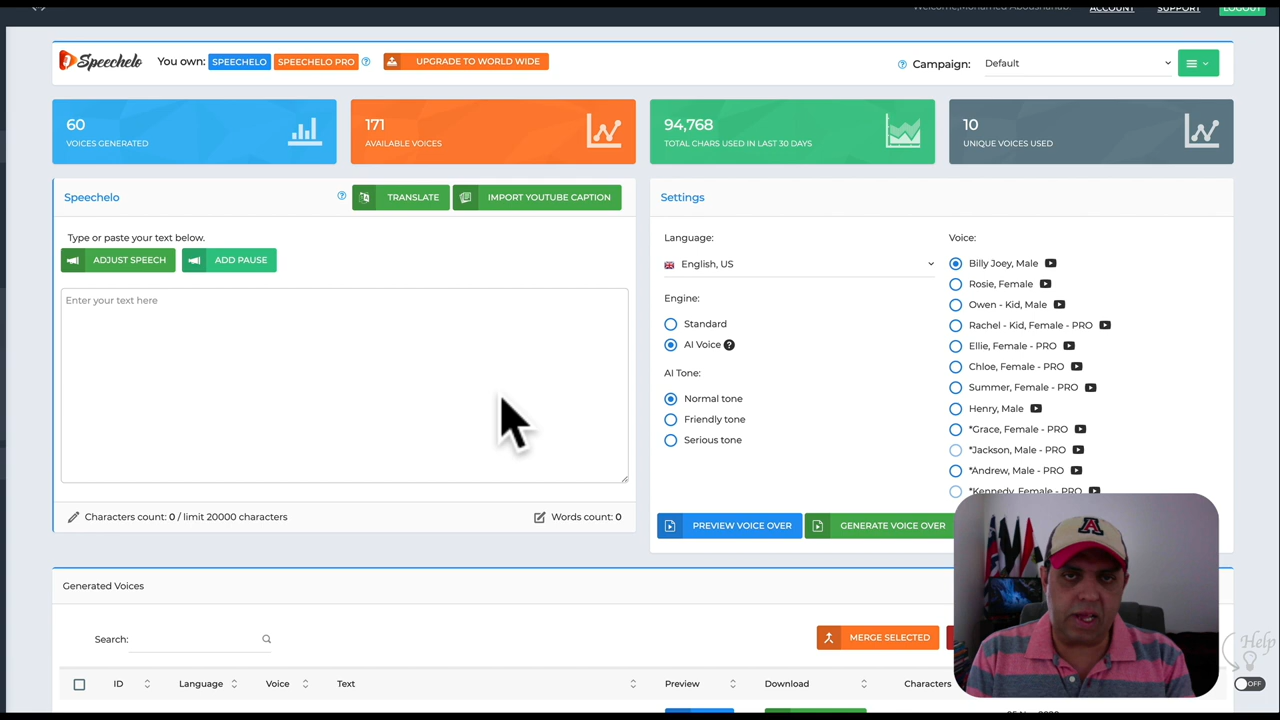 ACCOUNT
SUPPORT
LOGOUT
Speechelo
You own: SPEECHELO SPEECHELO PRO
UPGRADE TO WORLD WIDE
Campaign: Default
60
VOICES GENERATED
171
AVAILABLE VOICES
94,768
TOTAL CHARS USED IN LAST 30 DAYS
10
UNIQUE VOICES USED
Speechelo
TRANSLATE
IMPORT YOUTUBE CAPTION
Type or paste your text below.
ADJUST SPEECH
ADD PAUSE
Enter your text here
Characters count: 0 / limit 20000 characters
Words count: 0
Settings
Language:
English, US
Engine:
Standard
AI Voice
AI Tone:
Normal tone
Friendly tone
Serious tone
Voice:
Billy Joey, Male
Rosie, Female
Owen - Kid, Male
Rachel - Kid, Female - PRO
Ellie, Female - PRO
Chloe, Female - PRO
Summer, Female - PRO
Henry, Male
*Grace, Female - PRO
*Jackson, Male - PRO
*Andrew, Male - PRO
*Kennedy, Female - PRO
PREVIEW VOICE OVER
GENERATE VOICE OVER
Generated Voices
Search:
MERGE SELECTED
ID
Language
Voice
Text
Preview
Download
Characters
A
Help
OFF